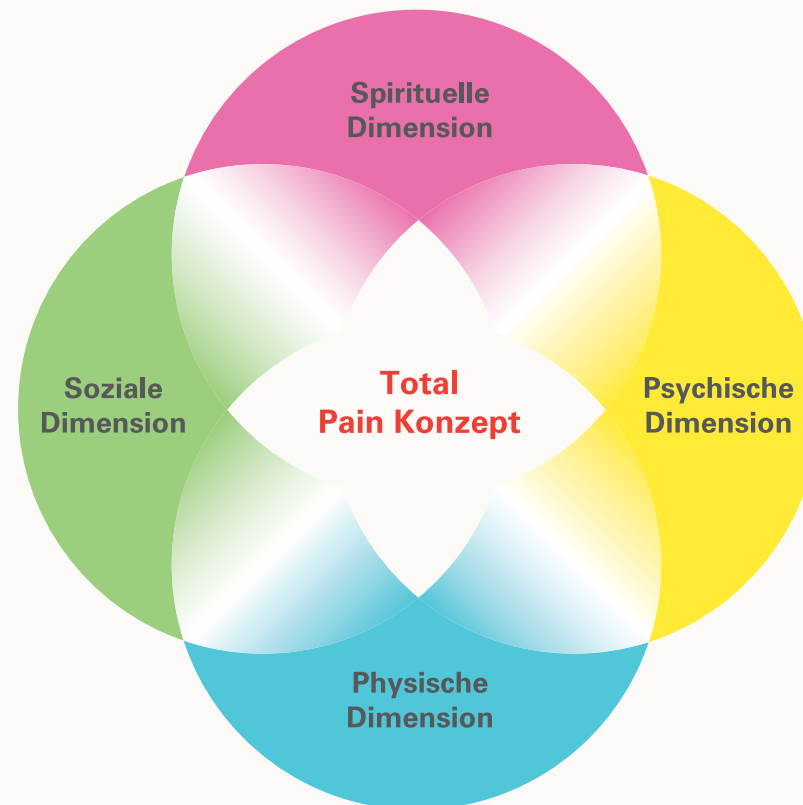 Spirituelle
Dimension
Soziale
Dimension
Total
Pain Konzept
Psychische
Dimension
Physische
Dimension